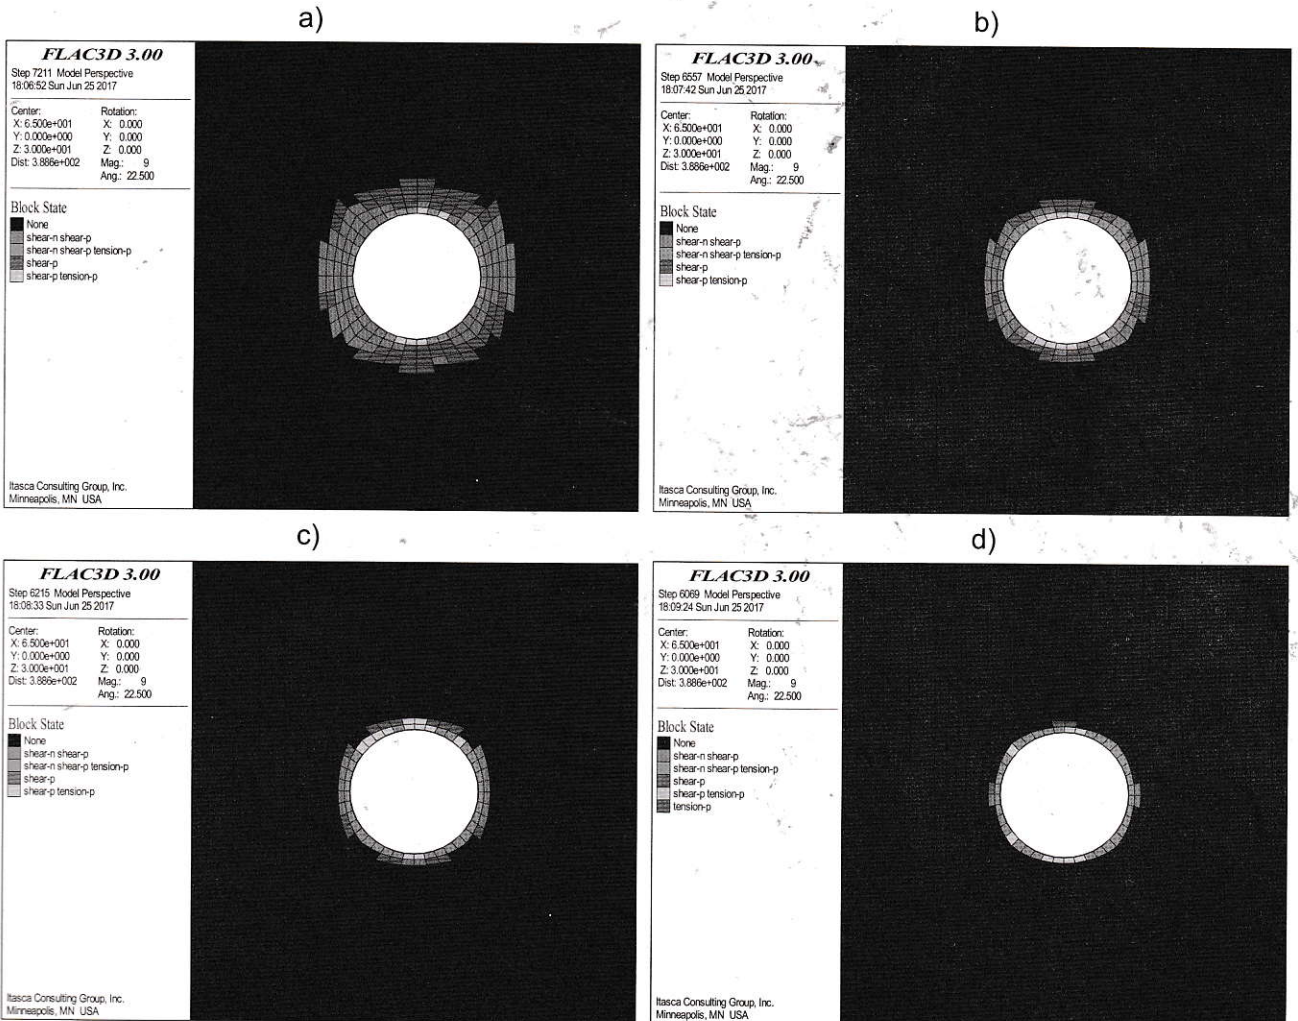 a)
FLAC3D 3.00
Step 7211 Model Perspective
18:06:52 Sun Jun 25 2017
Center:
X: 6.500e+001
Y: 0.000e+000
Z: 3.000e+001
Dist: 3.886e+002
Rotation:
X: 0.000
Y: 0.000
Z: 0.000
Mag.: 9
Ang.: 22.500
Block State
None
shear-n shear-p
shear-n shear-p tension-p
shear-p
shear-p tension-p
Itasca Consulting Group, Inc.
Minneapolis, MN USA
b)
FLAC3D 3.00
Step 6557 Model Perspective
18:07:42 Sun Jun 25 2017
Center:
X: 6.500e+001
Y: 0.000e+000
Z: 3.000e+001
Dist: 3.886e+002
Rotation:
X: 0.000
Y: 0.000
Z: 0.000
Mag.: 9
Ang.: 22.500
Block State
None
shear-n shear-p
shear-n shear-p tension-p
shear-p
shear-p tension-p
Itasca Consulting Group, Inc.
Minneapolis, MN USA
c)
FLAC3D 3.00
Step 6215 Model Perspective
18:08:33 Sun Jun 25 2017
Center:
X: 6.500e+001
Y: 0.000e+000
Z: 3.000e+001
Dist: 3.886e+002
Rotation:
X: 0.000
Y: 0.000
Z: 0.000
Mag.: 9
Ang.: 22.500
Block State
None
shear-n shear-p
shear-n shear-p tension-p
shear-p
shear-p tension-p
Itasca Consulting Group, Inc.
Minneapolis, MN USA
d)
FLAC3D 3.00
Step 6069 Model Perspective
18:09:24 Sun Jun 25 2017
Center:
X: 6.500e+001
Y: 0.000e+000
Z: 3.000e+001
Dist: 3.886e+002
Rotation:
X: 0.000
Y: 0.000
Z: 0.000
Mag.: 9
Ang.: 22.500
Block State
None
shear-n shear-p
shear-n shear-p tension-p
shear-p
shear-p tension-p
tension-p
Itasca Consulting Group, Inc.
Minneapolis, MN USA